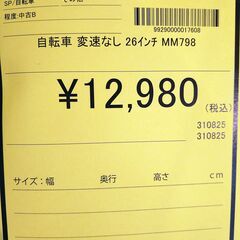 SP/自転車
程度:中古B
99290000017608
自転車 変速なし 26インチ MM798
¥12,980
(税込)
310825
310825
サイズ:幅 奥行 高さ cm